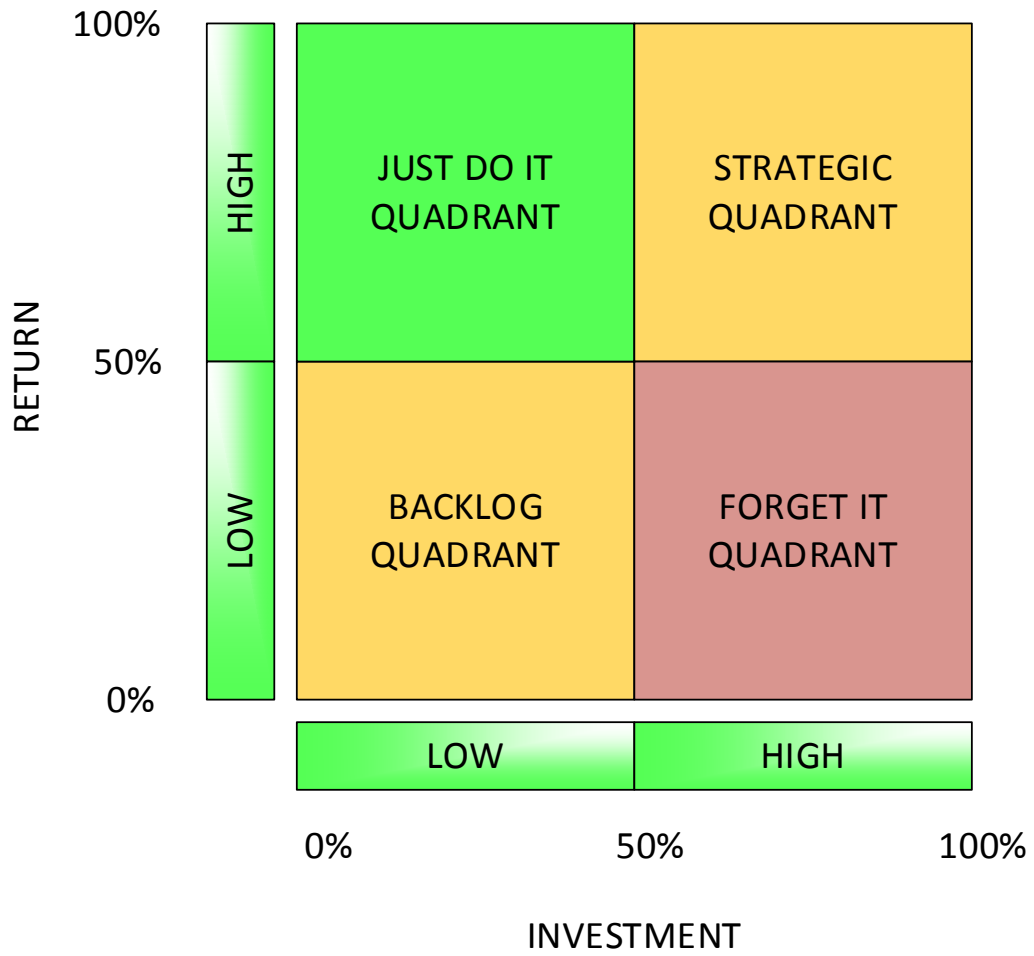 100%
JUST DO IT
QUADRANT
STRATEGIC
QUADRANT
HIGH
RETURN
50%
BACKLOG
QUADRANT
FORGET IT
QUADRANT
LOW
0%
LOW
HIGH
0%
50%
100%
INVESTMENT